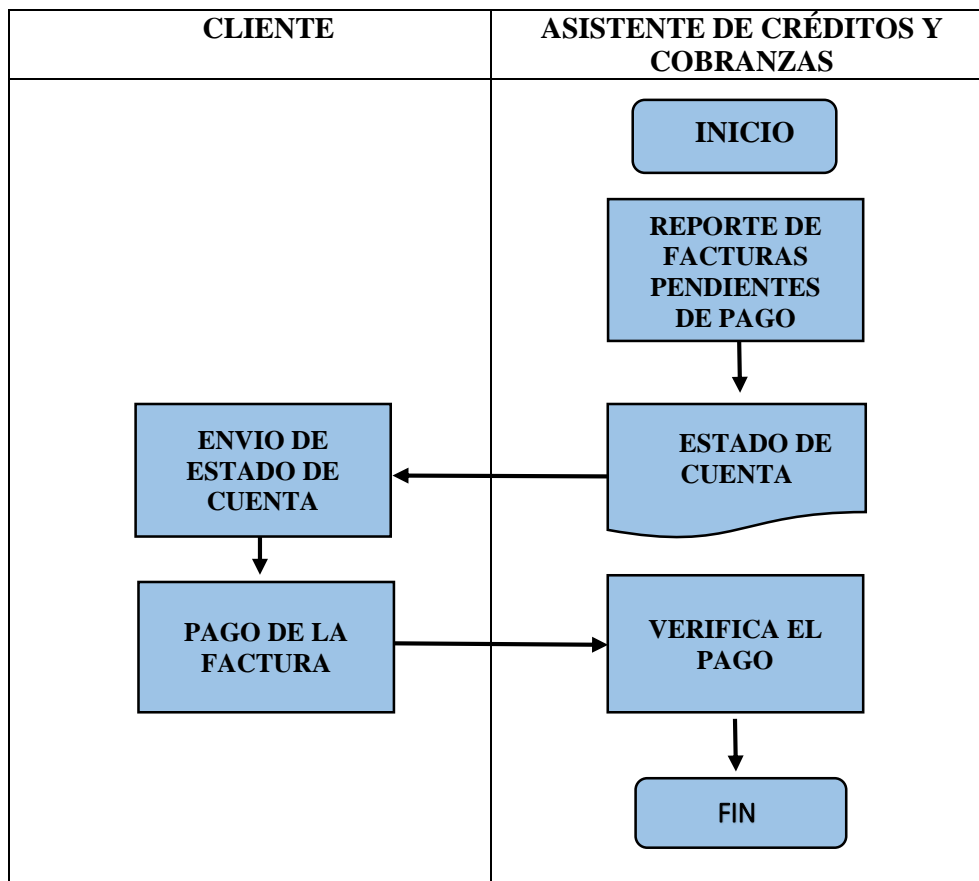 CLIENTE
ASISTENTE DE CRÉDITOS Y
COBRANZAS
INICIO
REPORTE DE
FACTURAS
PENDIENTES
DE PAGO
ESTADO DE
CUENTA
ENVIO DE
ESTADO DE
CUENTA
PAGO DE LA
FACTURA
VERIFICA EL
PAGO
FIN